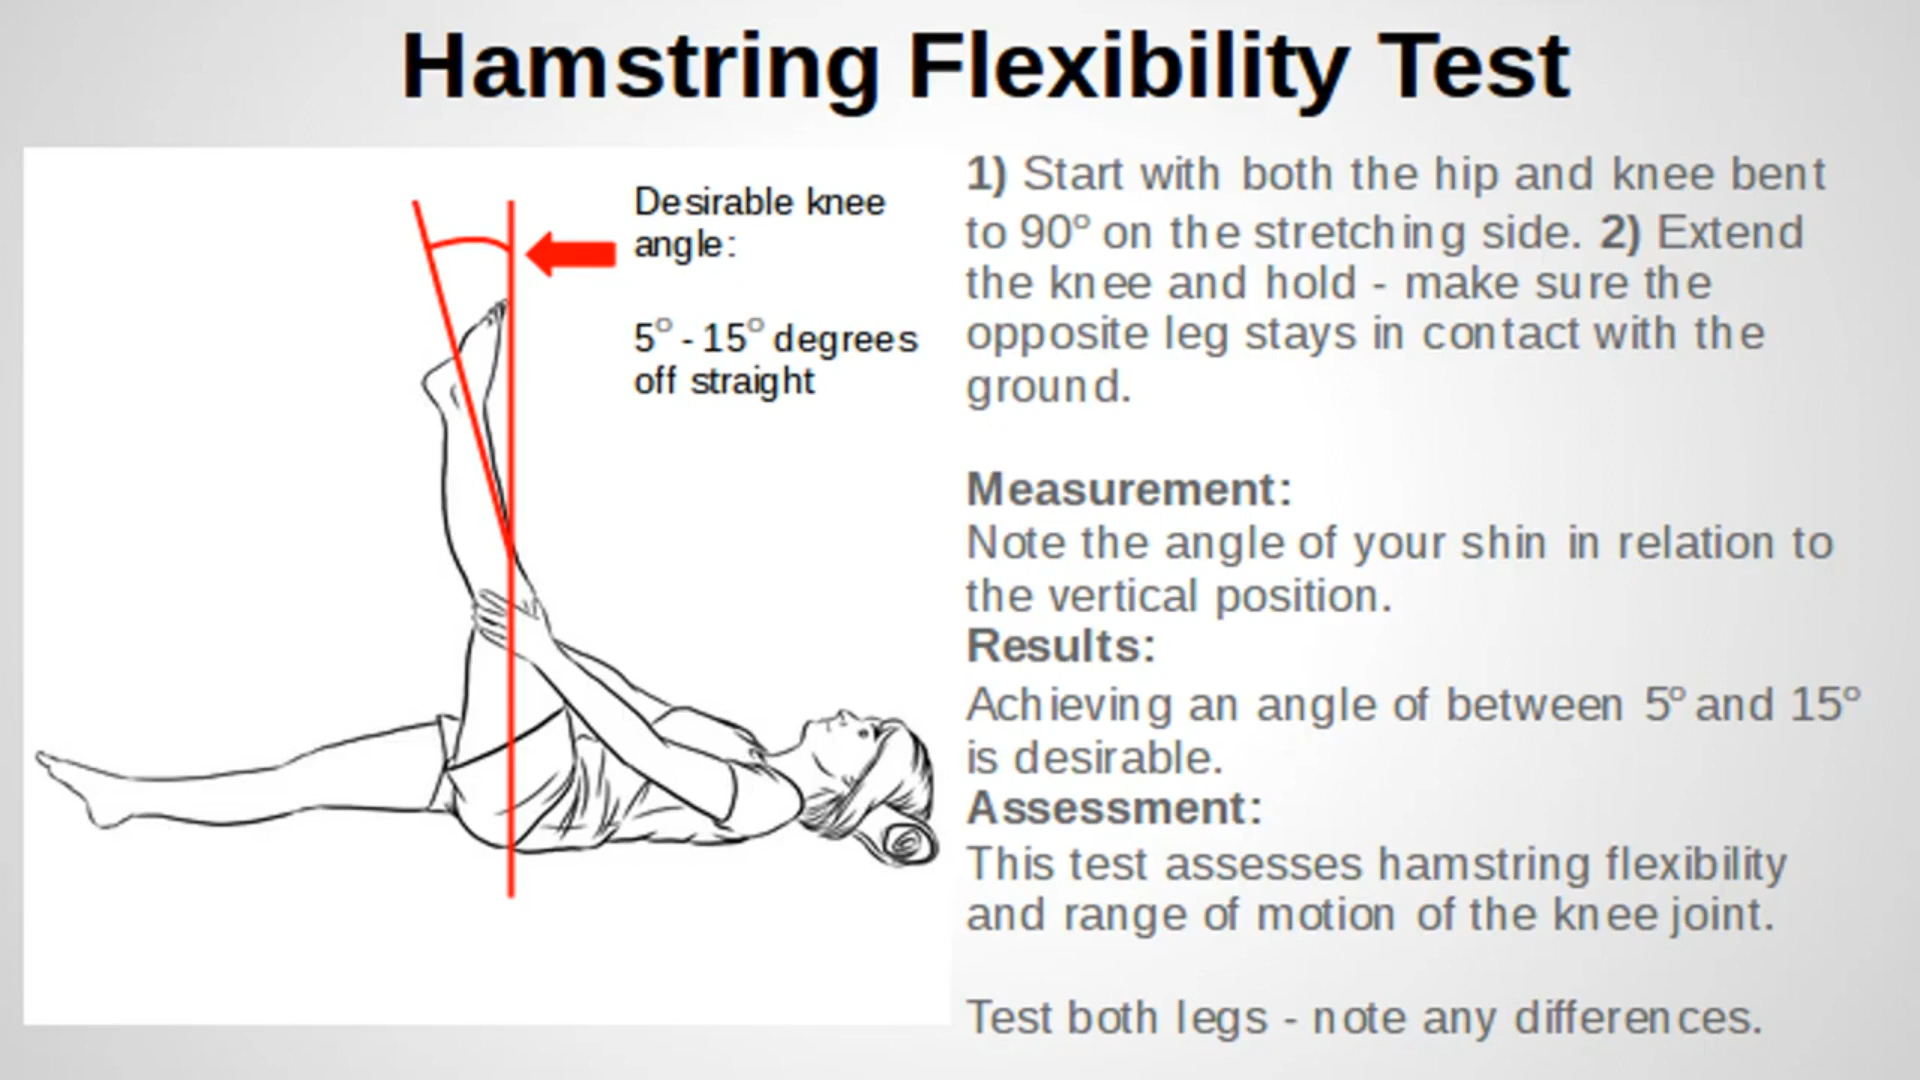 Hamstring Flexibility Test
Desirable knee
angle:
5° - 15° degrees
off straight
1) Start with both the hip and knee bent
to 90º on the stretching side. 2) Extend
the knee and hold - make sure the
opposite leg stays in contact with the
ground.
Measurement:
Note the angle of your shin in relation to
the vertical position.
Results:
Achieving an angle of between 5º and 15º
is desirable.
Assessment:
This test assesses hamstring flexibility
and range of motion of the knee joint.
Test both legs - note any differences.